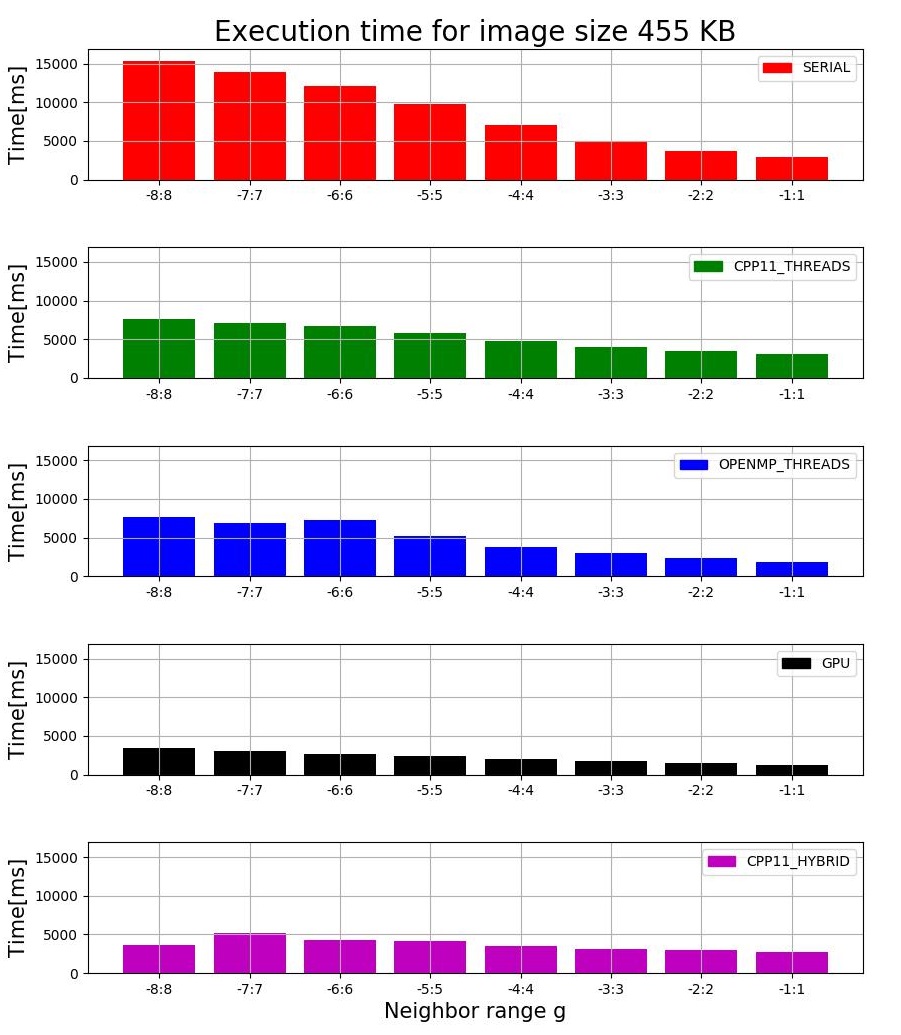 Execution time for image size 455 KB
Time[ms]
15000
10000
5000
0
SERIAL
-8:8 -7:7 -6:6 -5:5 -4:4 -3:3 -2:2 -1:1
Time[ms]
15000
10000
5000
0
CPP11_THREADS
-8:8 -7:7 -6:6 -5:5 -4:4 -3:3 -2:2 -1:1
Time[ms]
15000
10000
5000
0
OPENMP_THREADS
-8:8 -7:7 -6:6 -5:5 -4:4 -3:3 -2:2 -1:1
Time[ms]
15000
10000
5000
0
GPU
-8:8 -7:7 -6:6 -5:5 -4:4 -3:3 -2:2 -1:1
Time[ms]
15000
10000
5000
0
CPP11_HYBRID
-8:8 -7:7 -6:6 -5:5 -4:4 -3:3 -2:2 -1:1
Neighbor range g